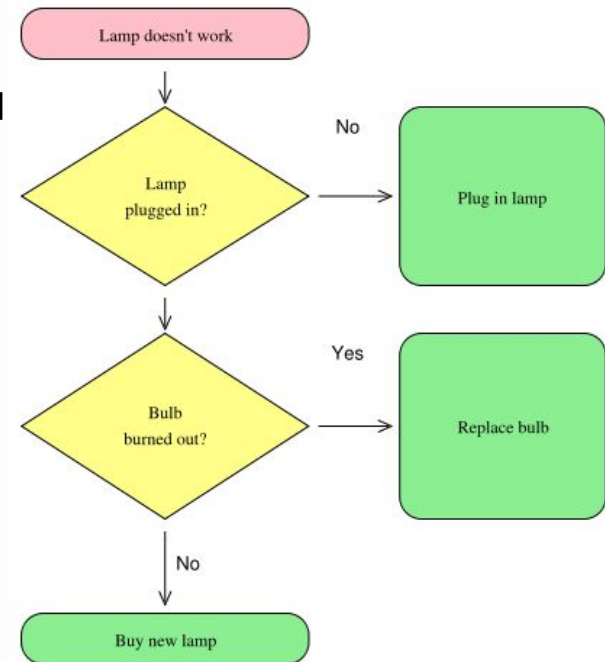 Lamp doesn't work
No
Lamp
plugged in?
Plug in lamp
Yes
Bulb
burned out?
Replace bulb
No
Buy new lamp